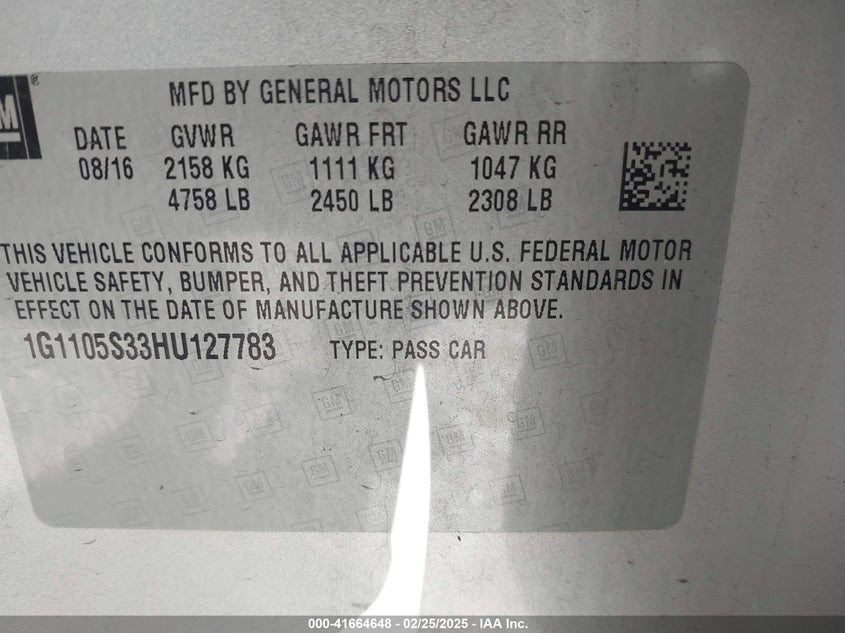 GM
®
MFD BY GENERAL MOTORS LLC
DATE GVWR GAWR FRT GAWR RR
08/16 2158 KG 1111 KG 1047 KG
4758 LB 2450 LB 2308 LB
THIS VEHICLE CONFORMS TO ALL APPLICABLE U.S. FEDERAL MOTOR
VEHICLE SAFETY, BUMPER, AND THEFT PREVENTION STANDARDS IN
EFFECT ON THE DATE OF MANUFACTURE SHOWN ABOVE.
1G1105S33HU127783 TYPE: PASS CAR
000-41664648 - 02/25/2025 - IAA Inc.